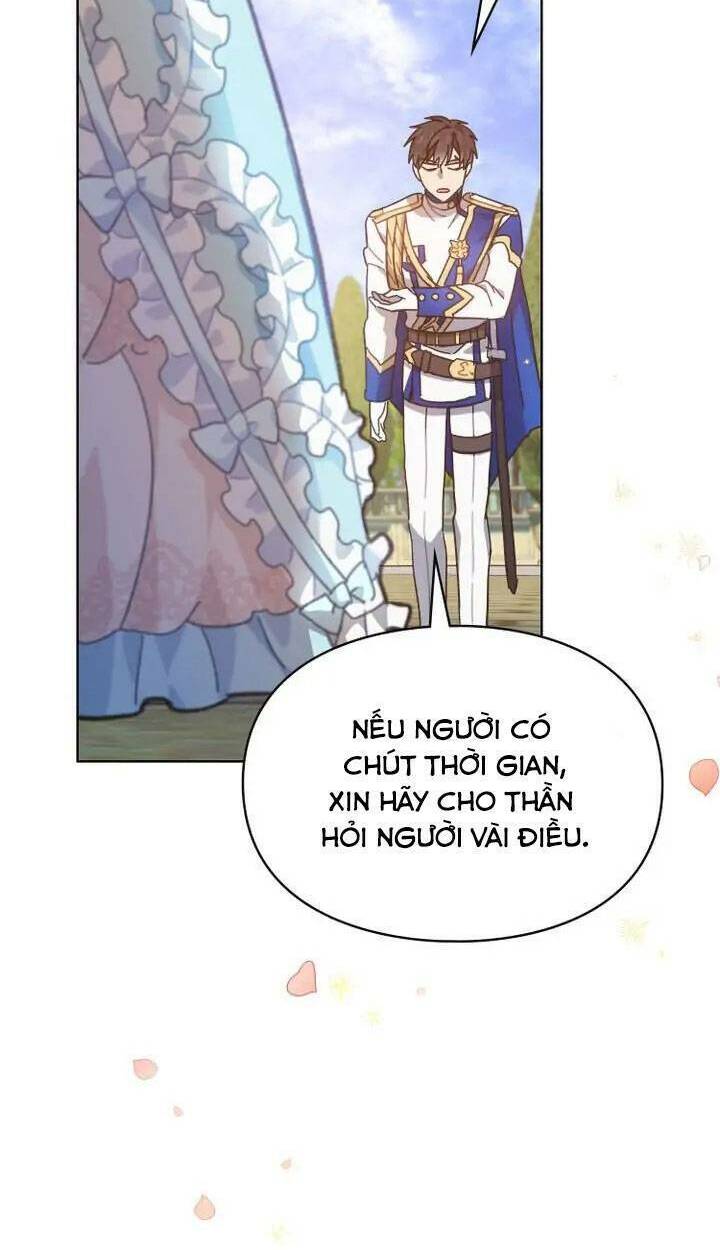 NẾU NGƯỜI CÓ
CHÚT THỜI GIAN,
XIN HÃY CHO THẦN
HỎI NGƯỜI VÀI ĐIỀU.